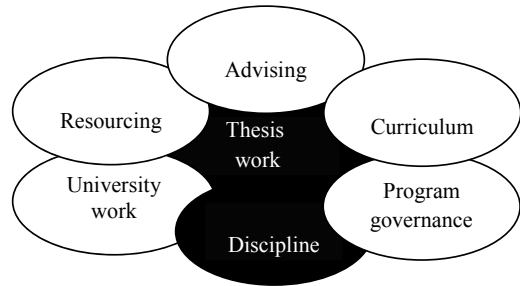 Advising
Resourcing
Thesis
work
Curriculum
University
work
Program
governance
Discipline